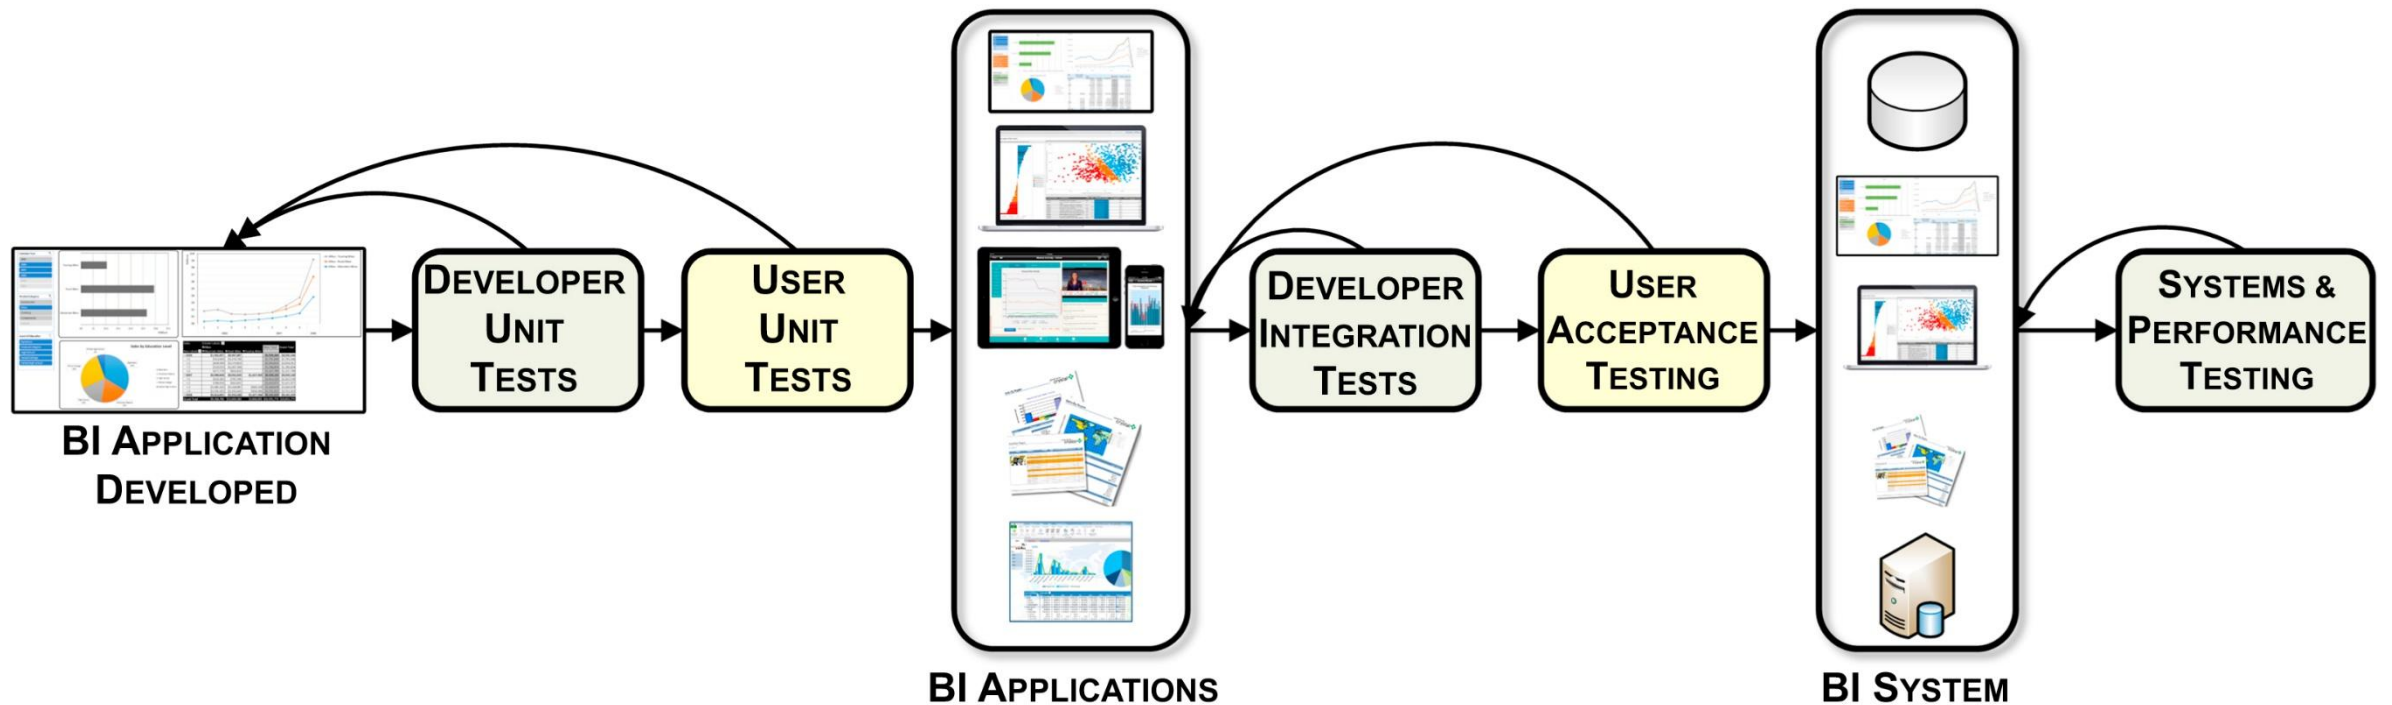 DEVELOPER
UNIT
TESTS
USER
UNIT
TESTS
DEVELOPER
INTEGRATION
TESTS
USER
ACCEPTANCE
TESTING
SYSTEMS &
PERFORMANCE
TESTING
BI APPLICATION
DEVELOPED
BI APPLICATIONS
BI SYSTEM